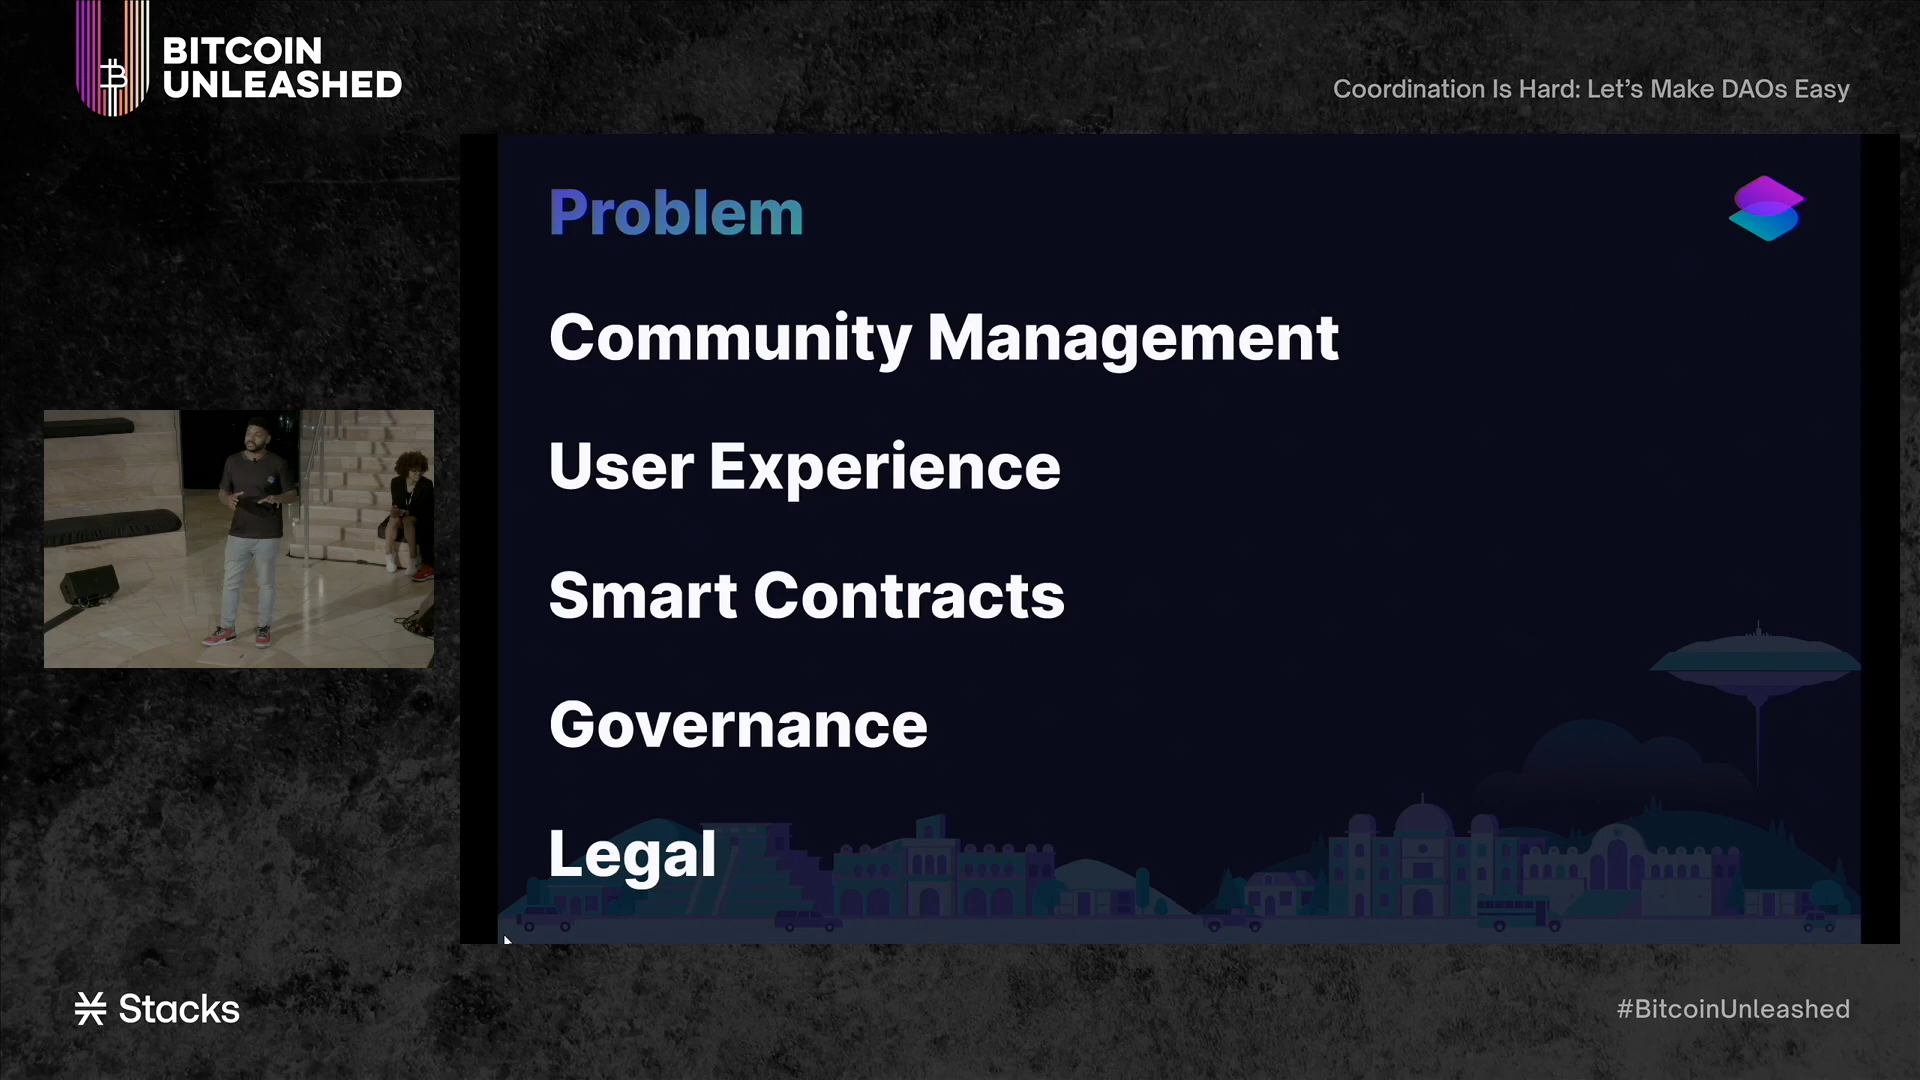 BITCOIN
UNLEASHED
Coordination Is Hard: Let’s Make DAOs Easy
Problem
Community Management
User Experience
Smart Contracts
Governance
Legal
Stacks
#BitcoinUnleashed